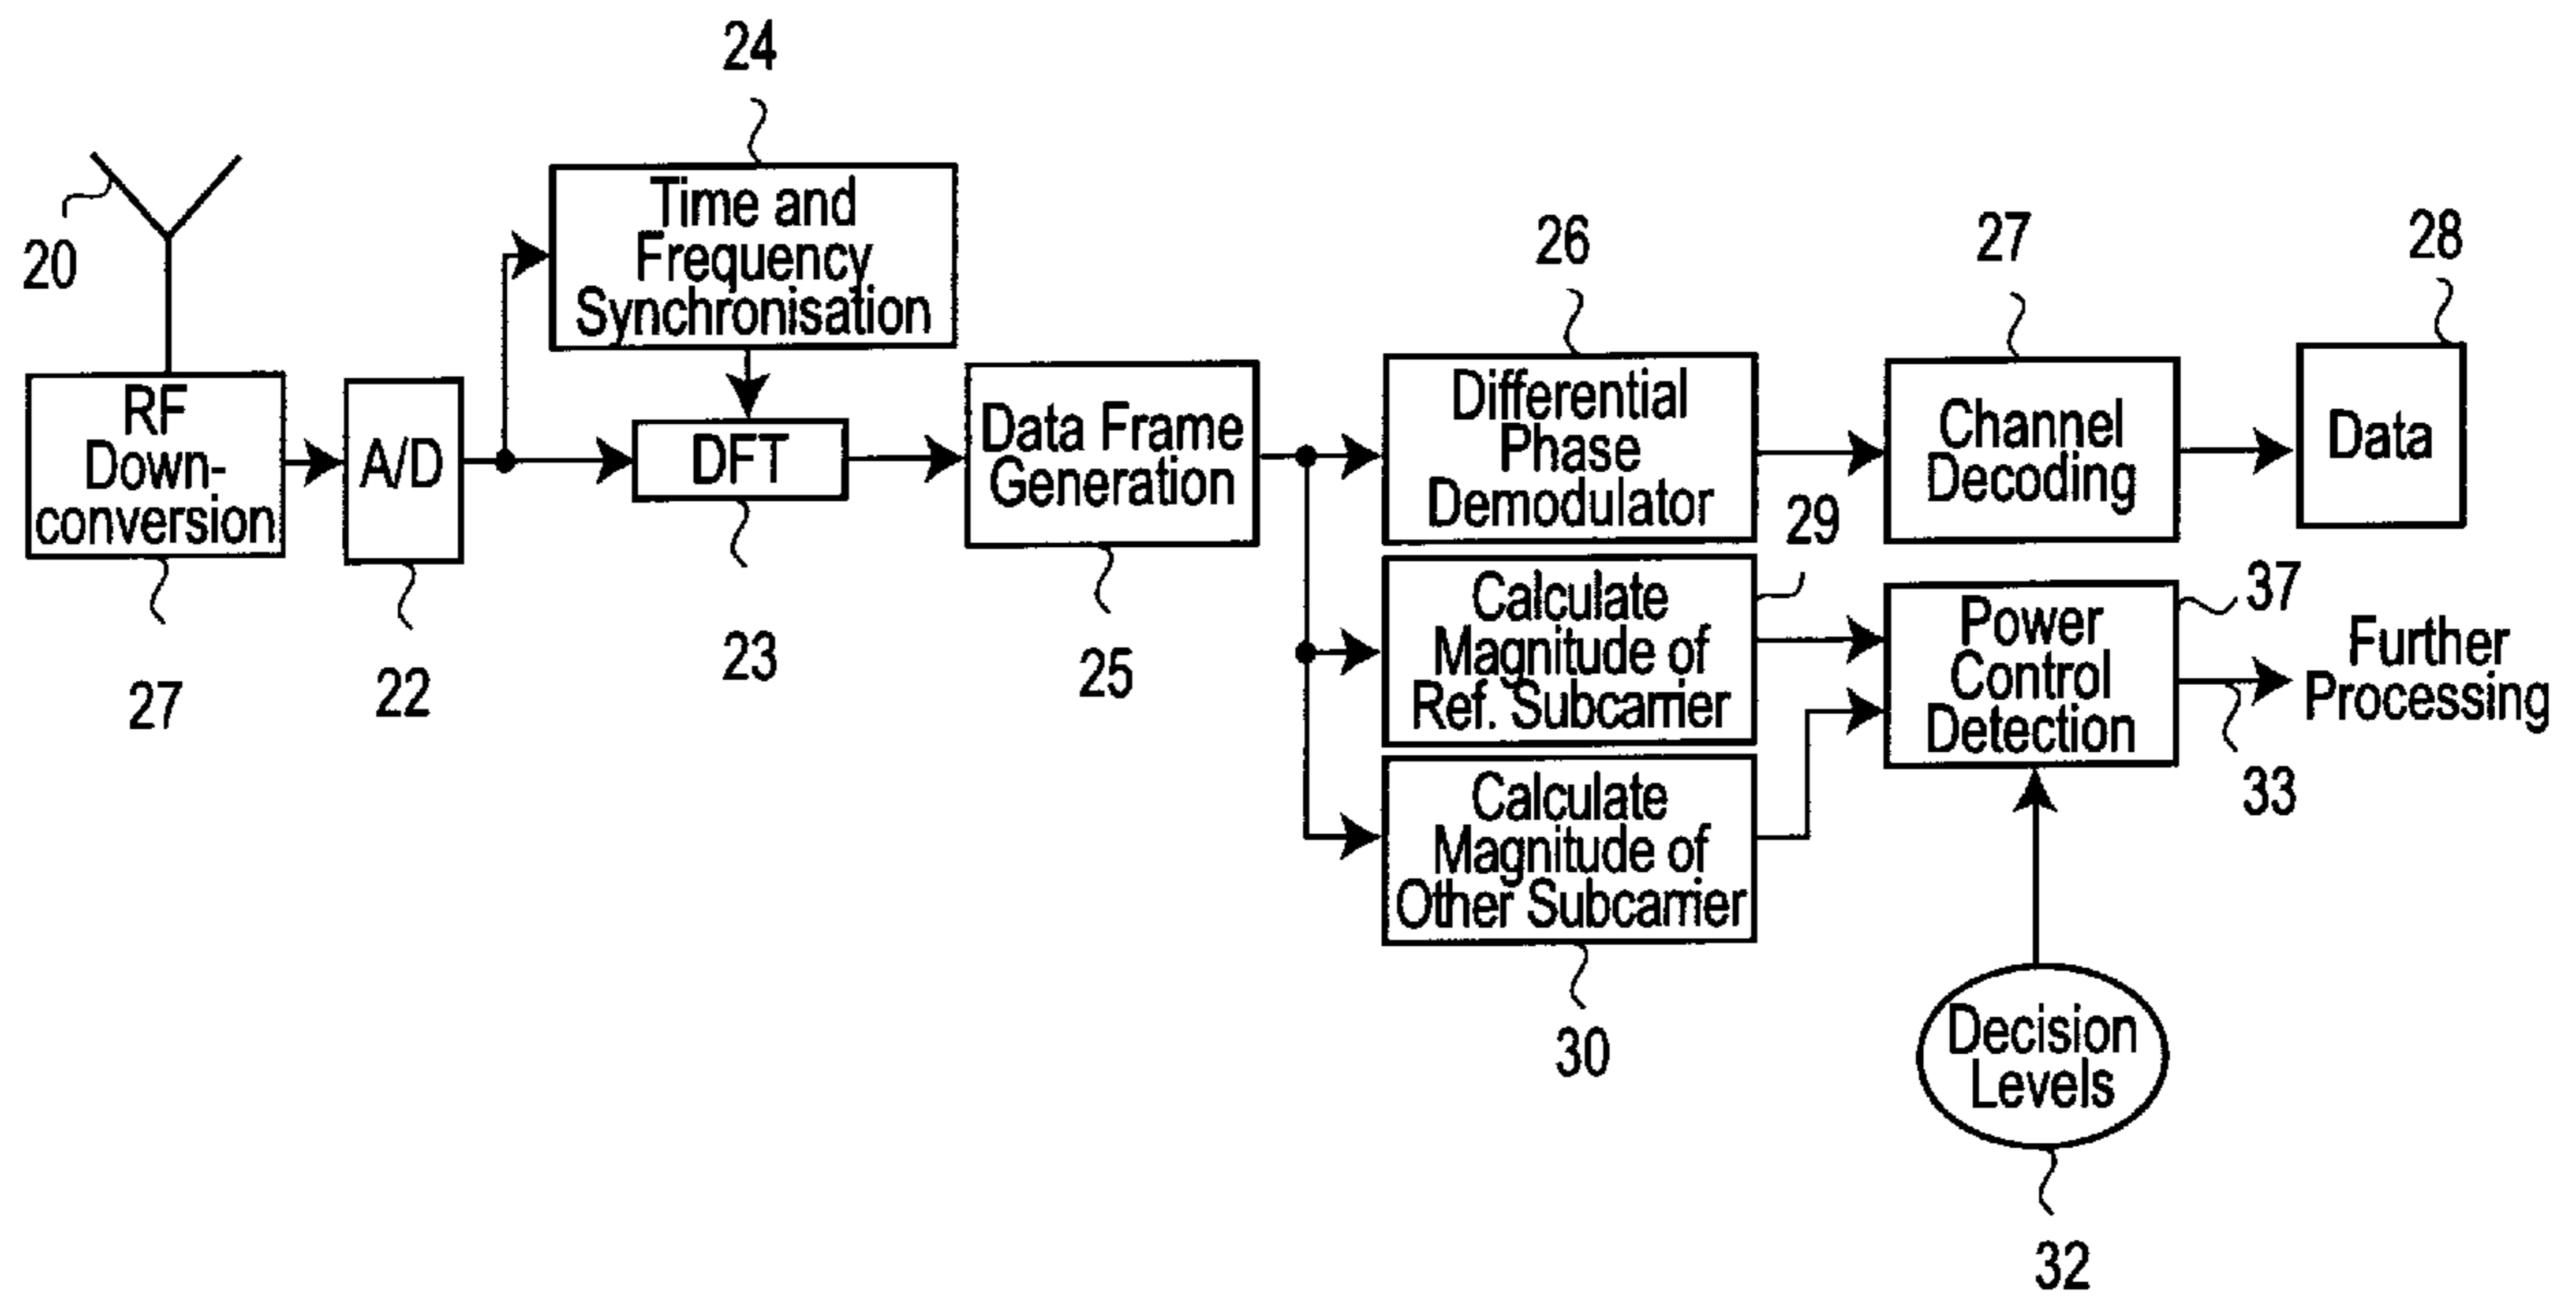 24
20
Time and
Frequency
Synchronisation
26
27
28
RF
Down-
conversion
A/D
DFT
Data Frame
Generation
Differential
Phase
Demodulator
Channel
Decoding
Data
27
22
23
25
29
Calculate
Magnitude of
Ref. Subcarrier
Power
Control
Detection
37
Further
Processing
33
Calculate
Magnitude of
Other Subcarrier
30
Decision
Levels
32